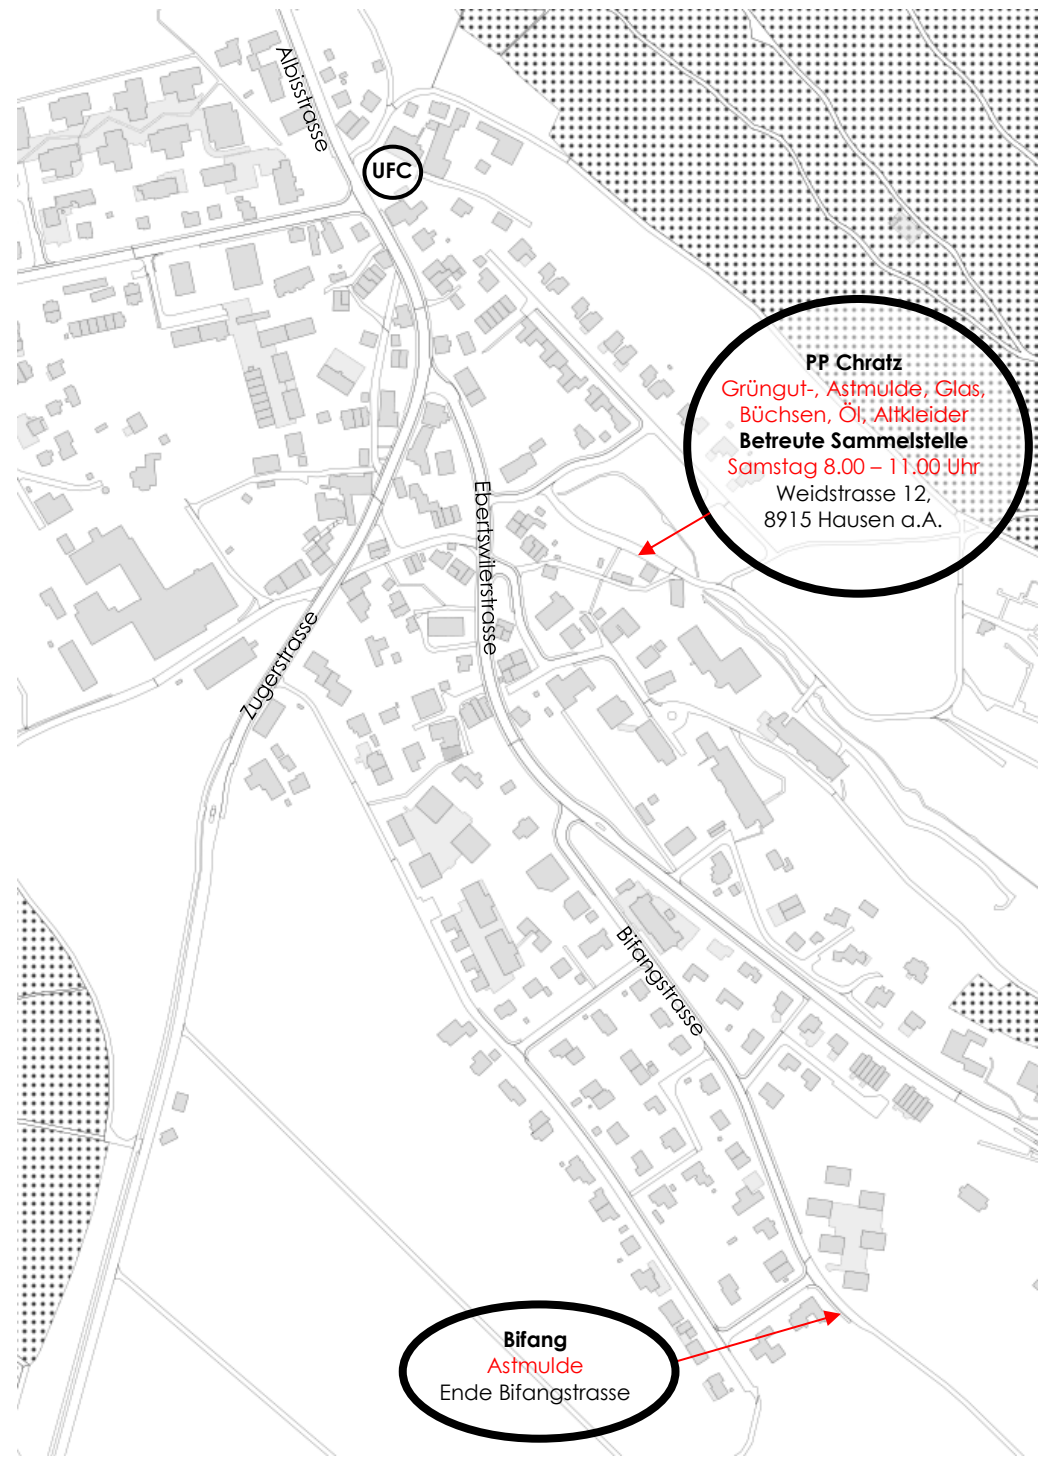 Albisstrasse
UFC
PP Chratz
Grüngut-, Astmulde, Glas,
Büchsen, Öl, Altkleider
Betreute Sammelstelle
Samstag 8.00 – 11.00 Uhr
Weidstrasse 12,
8915 Hausen a.A.
Ebertswilerstrasse
Zugerstrasse
Bifangstrasse
Bifang
Astmulde
Ende Bifangstrasse